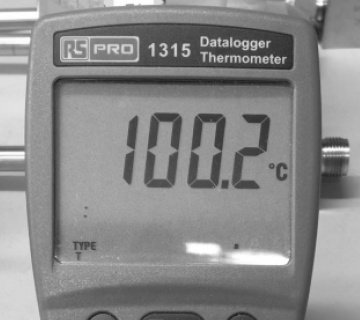 RS PRO 1315 Datalogger
Thermometer
100.2 °C
:
TYPE
T